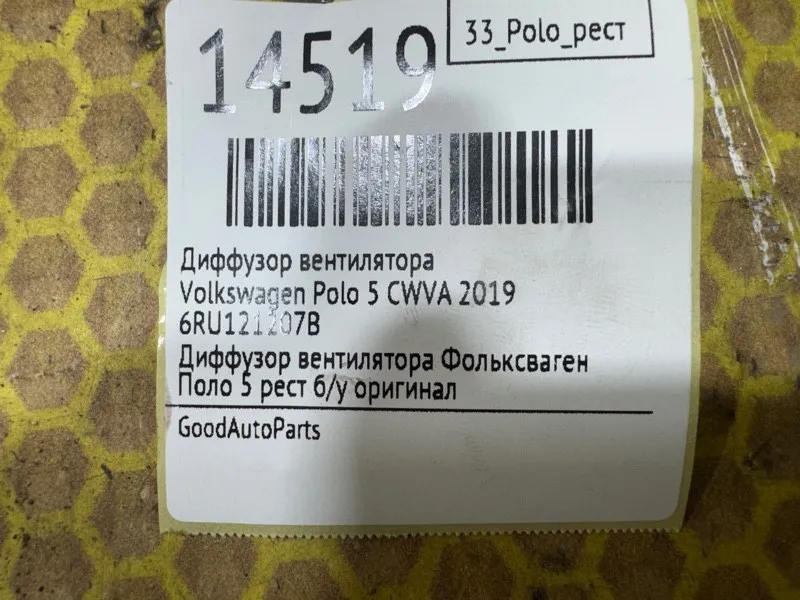 33_Polo_рест
14519
Диффузор вентилятора
Volkswagen Polo 5 CWVA 2019
6RU121207B
Диффузор вентилятора Фольксваген
Поло 5 рест б/у оригинал
GoodAutoParts